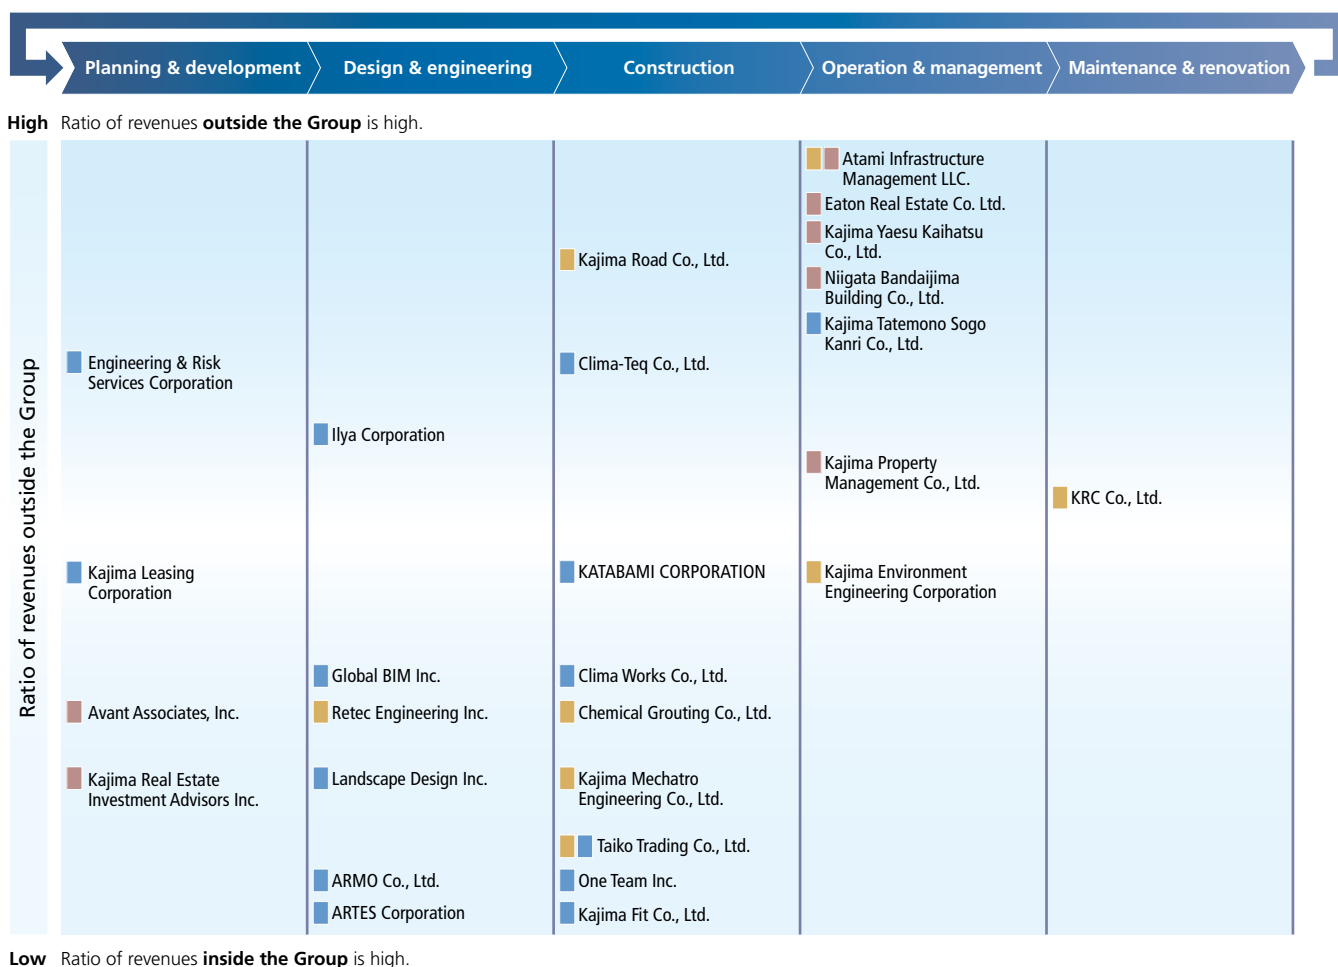 Planning & development
Design & engineering
Construction
Operation & management
Maintenance & renovation
High Ratio of revenues outside the Group is high.
Ratio of revenues outside the Group
Engineering & Risk
Services Corporation
Kajima Leasing
Corporation
Avant Associates, Inc.
Kajima Real Estate
Investment Advisors Inc.
Ilya Corporation
Global BIM Inc.
Retec Engineering Inc.
Landscape Design Inc.
ARMO Co., Ltd.
ARTES Corporation
Kajima Road Co., Ltd.
Clima-Teq Co., Ltd.
KATABAMI CORPORATION
Clima Works Co., Ltd.
Chemical Grouting Co., Ltd.
Kajima Mechatro
Engineering Co., Ltd.
Taiko Trading Co., Ltd.
One Team Inc.
Kajima Fit Co., Ltd.
Atami Infrastructure
Management LLC.
Eaton Real Estate Co. Ltd.
Kajima Yaesu Kaihatsu
Co., Ltd.
Niigata Bandaijima
Building Co., Ltd.
Kajima Tatemono Sogo
Kanri Co., Ltd.
Kajima Property
Management Co., Ltd.
Kajima Environment
Engineering Corporation
KRC Co., Ltd.
Low Ratio of revenues inside the Group is high.